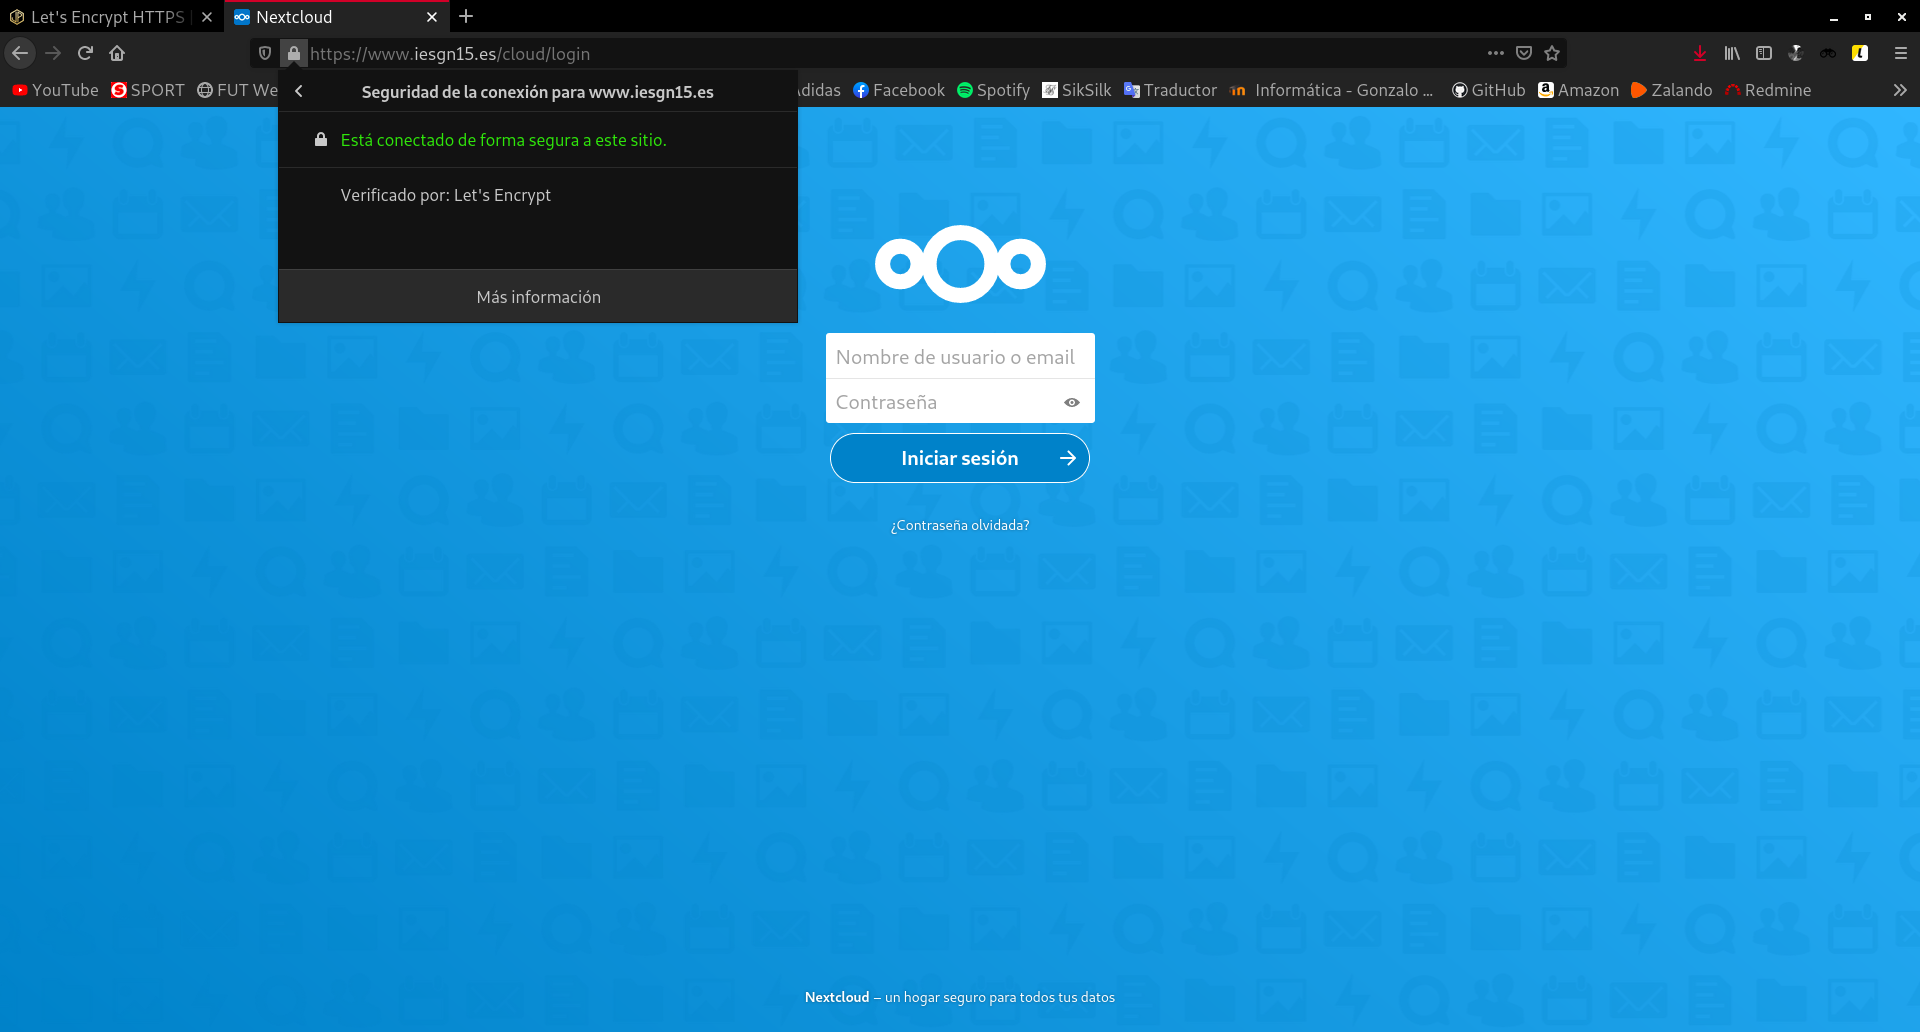 Let's Encrypt HTTPS
Nextcloud
https://www.iesgn15.es/cloud/login
YouTube
SPORT
FUT We
Adidas
Facebook
Spotify
SikSilk
Traductor
Informática - Gonzalo ...
GitHub
Amazon
Zalando
Redmine
Seguridad de la conexión para www.iesgn15.es
Está conectado de forma segura a este sitio.
Verificado por: Let's Encrypt
Más información
Nombre de usuario o email
Contraseña
Iniciar sesión
¿Contraseña olvidada?
Nextcloud – un hogar seguro para todos tus datos